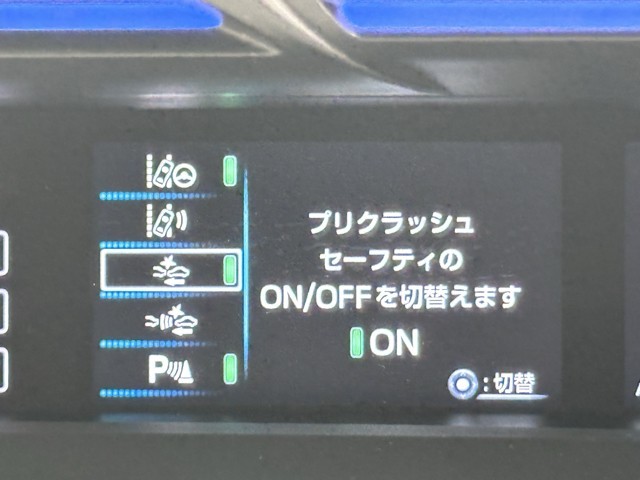 プリクラッシュ
セーフティの
ON/OFFを切替えます
ON
P
:切替